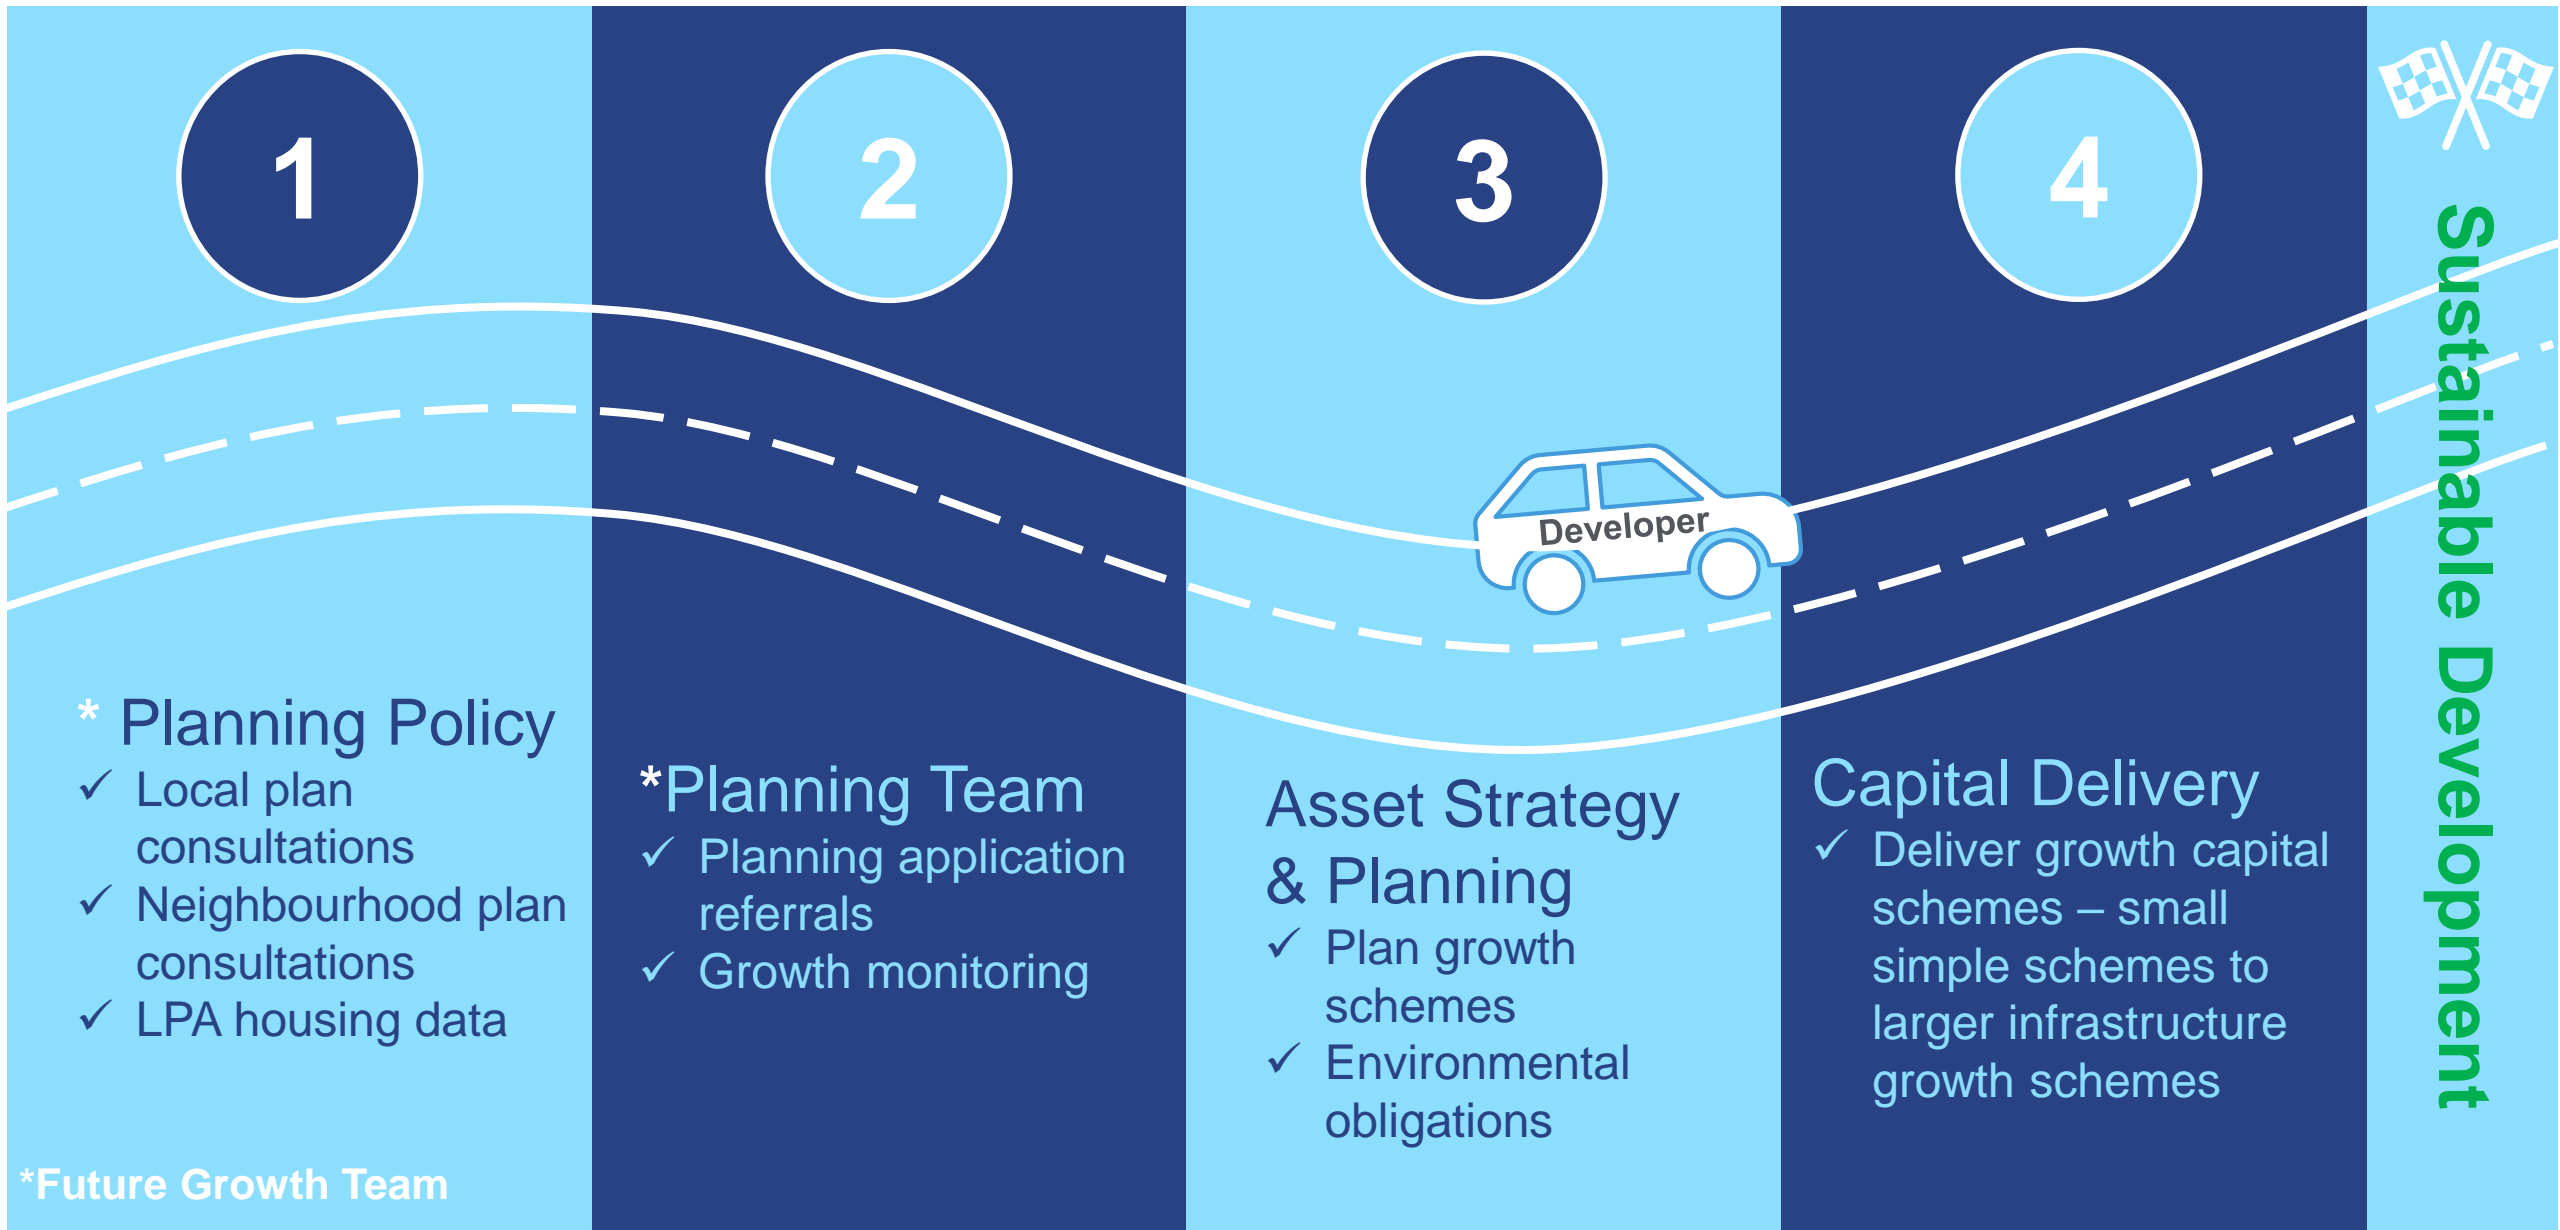 1
* Planning Policy
✓ Local plan
consultations
✓ Neighbourhood plan
consultations
✓ LPA housing data
*Future Growth Team
2
*Planning Team
✓ Planning application
referrals
✓ Growth monitoring
3
Developer
Asset Strategy
& Planning
✓ Plan growth
schemes
✓ Environmental
obligations
4
Capital Delivery
✓ Deliver growth capital
schemes – small
simple schemes to
larger infrastructure
growth schemes
Sustainable Development